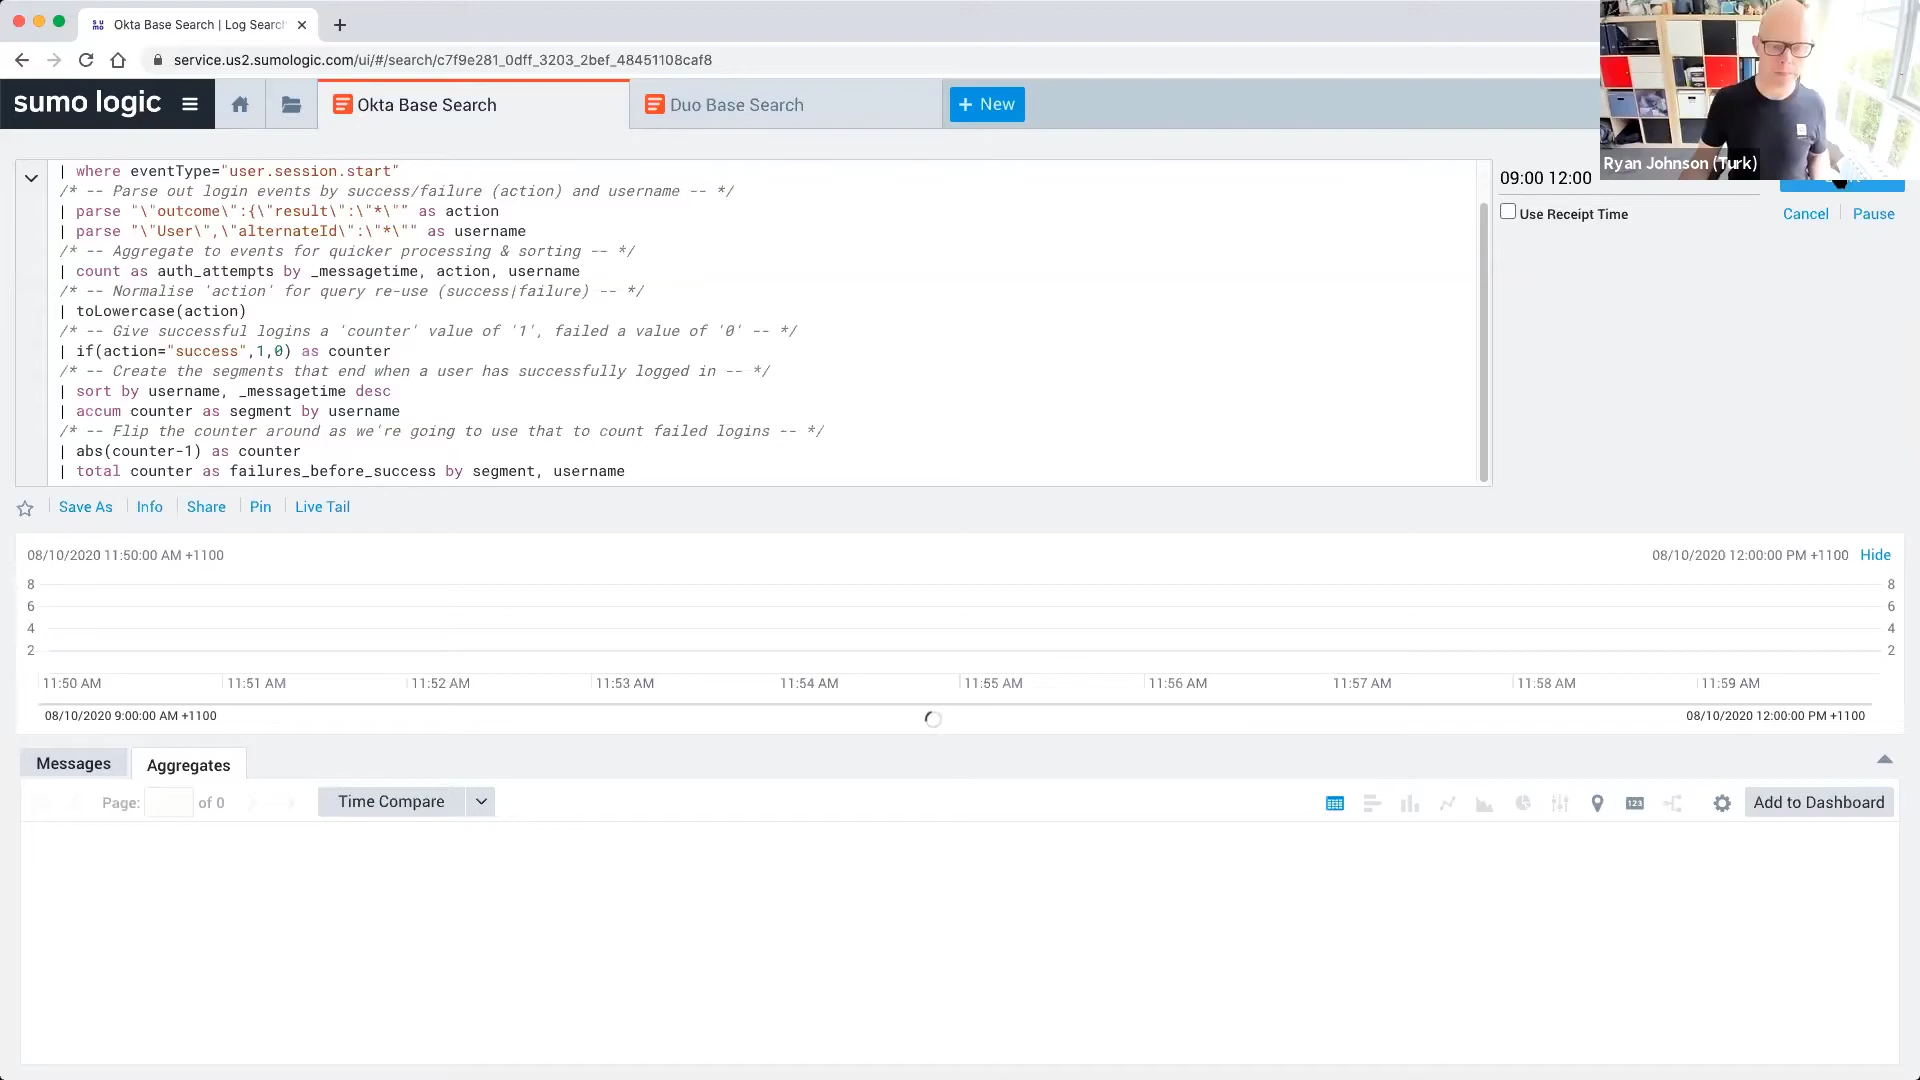 sumo
Okta Base Search | Log Search
service.us2.sumologic.com/ui/#/search/c7f9e281_0dff_3203_2bef_48451108caf8
sumo logic
Okta Base Search
Duo Base Search
+ New
Ryan Johnson (Turk)
| where eventType="user.session.start"
/* -- Parse out login events by success/failure (action) and username -- */
| parse "\"outcome\":{\"result\":\"*\"" as action
| parse "\"User\",\"alternateId\":\"*\"" as username
/* -- Aggregate to events for quicker processing & sorting -- */
| count as auth_attempts by _messagetime, action, username
/* -- Normalise 'action' for query re-use (success|failure) -- */
| toLowercase(action)
/* -- Give successful logins a 'counter' value of '1', failed a value of '0' -- */
| if(action="success",1,0) as counter
/* -- Create the segments that end when a user has successfully logged in -- */
| sort by username, _messagetime desc
| accum counter as segment by username
/* -- Flip the counter around as we're going to use that to count failed logins -- */
| abs(counter-1) as counter
| total counter as failures_before_success by segment, username
09:00 12:00
Use Receipt Time
Cancel
Pause
Save As
Info
Share
Pin
Live Tail
08/10/2020 11:50:00 AM +1100
08/10/2020 12:00:00 PM +1100
Hide
8
8
6
6
4
4
2
2
11:50 AM
11:51 AM
11:52 AM
11:53 AM
11:54 AM
11:55 AM
11:56 AM
11:57 AM
11:58 AM
11:59 AM
08/10/2020 9:00:00 AM +1100
08/10/2020 12:00:00 PM +1100
Messages
Aggregates
Page:
of 0
Time Compare
123
Add to Dashboard